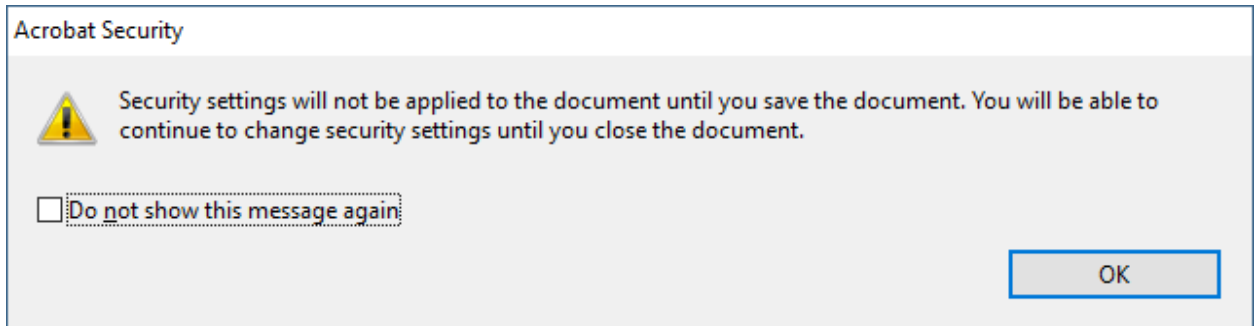 Acrobat Security
Security settings will not be applied to the document until you save the document. You will be able to
continue to change security settings until you close the document.
Do not show this message again
OK